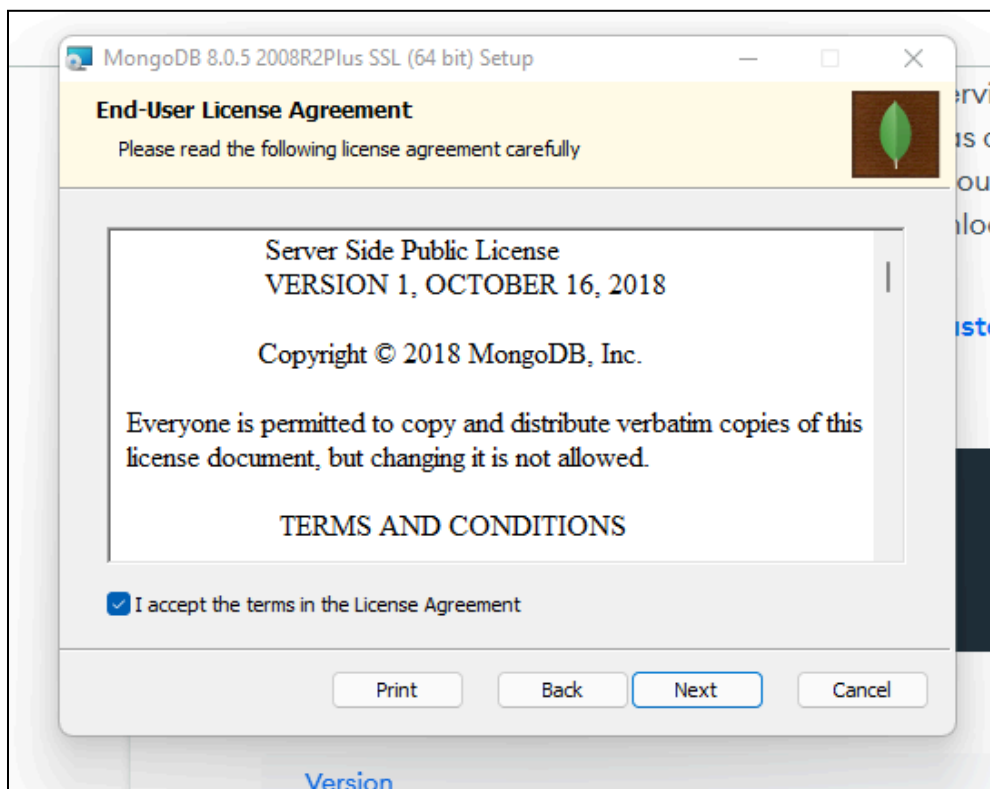 MongoDB 8.0.5 2008R2Plus SSL (64 bit) Setup
End-User License Agreement
Please read the following license agreement carefully
Server Side Public License
VERSION 1, OCTOBER 16, 2018
Copyright © 2018 MongoDB, Inc.
Everyone is permitted to copy and distribute verbatim copies of this
license document, but changing it is not allowed.
TERMS AND CONDITIONS
I accept the terms in the License Agreement
Print Back Next Cancel
Version